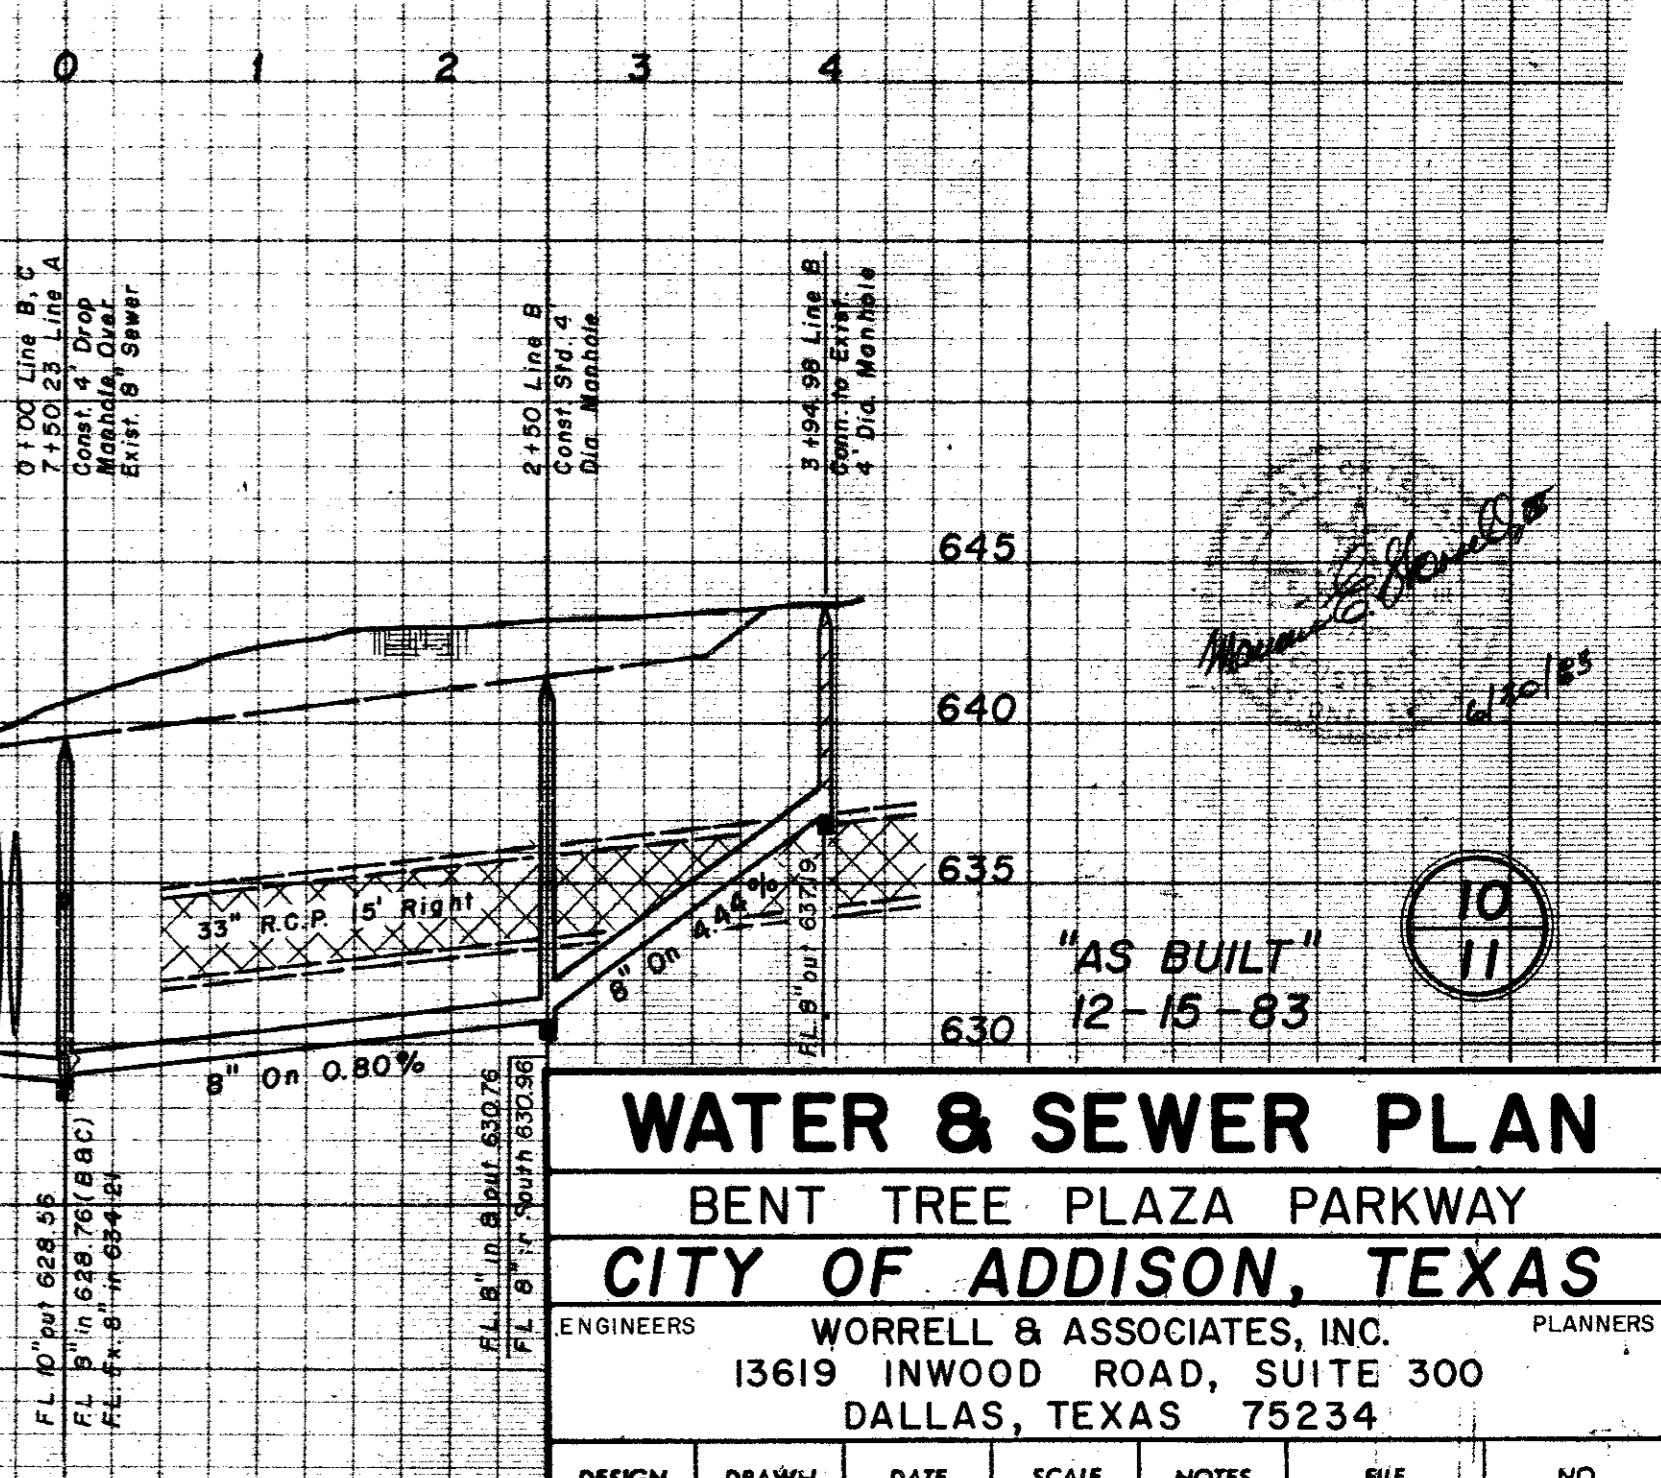 0 1 2 3 4
0+00 Line B, C
7+50.23 Line A
Const. 4' Drop
Manhole Over
Exist. 8" Sewer
2+50 Line B
Const. Std. 4'
Dia. Manhole
3+94.98 Line B
Conn. to Exist.
4' Dia. Manhole
645
640
635
630
33" R.C.P. 15' Right
8" On 4.44%
8" On 0.80%
FL 8" out 637.19
FL 10" out 628.56
FL 8" in 628.76 (B&C)
FL. Ex. 8" in 634.21
FL 8" in & out 630.76
FL 8" in South 630.96
6/30/83
10
11
"AS BUILT"
12-15-83
WATER & SEWER PLAN
BENT TREE PLAZA PARKWAY
CITY OF ADDISON, TEXAS
ENGINEERS
WORRELL & ASSOCIATES, INC.
PLANNERS
13619 INWOOD ROAD, SUITE 300
DALLAS, TEXAS 75234
DESIGN DRAWN DATE SCALE NOTES FILE NO.